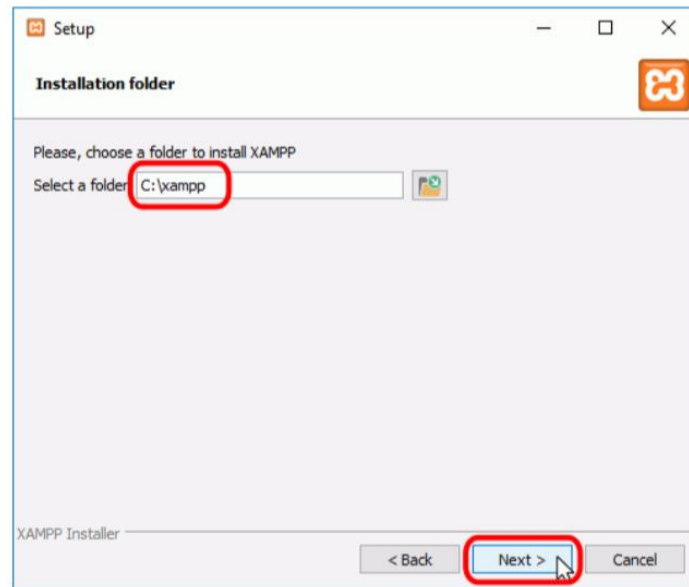 Setup
Installation folder
Please, choose a folder to install XAMPP
Select a folder C:\xampp
XAMPP Installer
< Back Next > Cancel